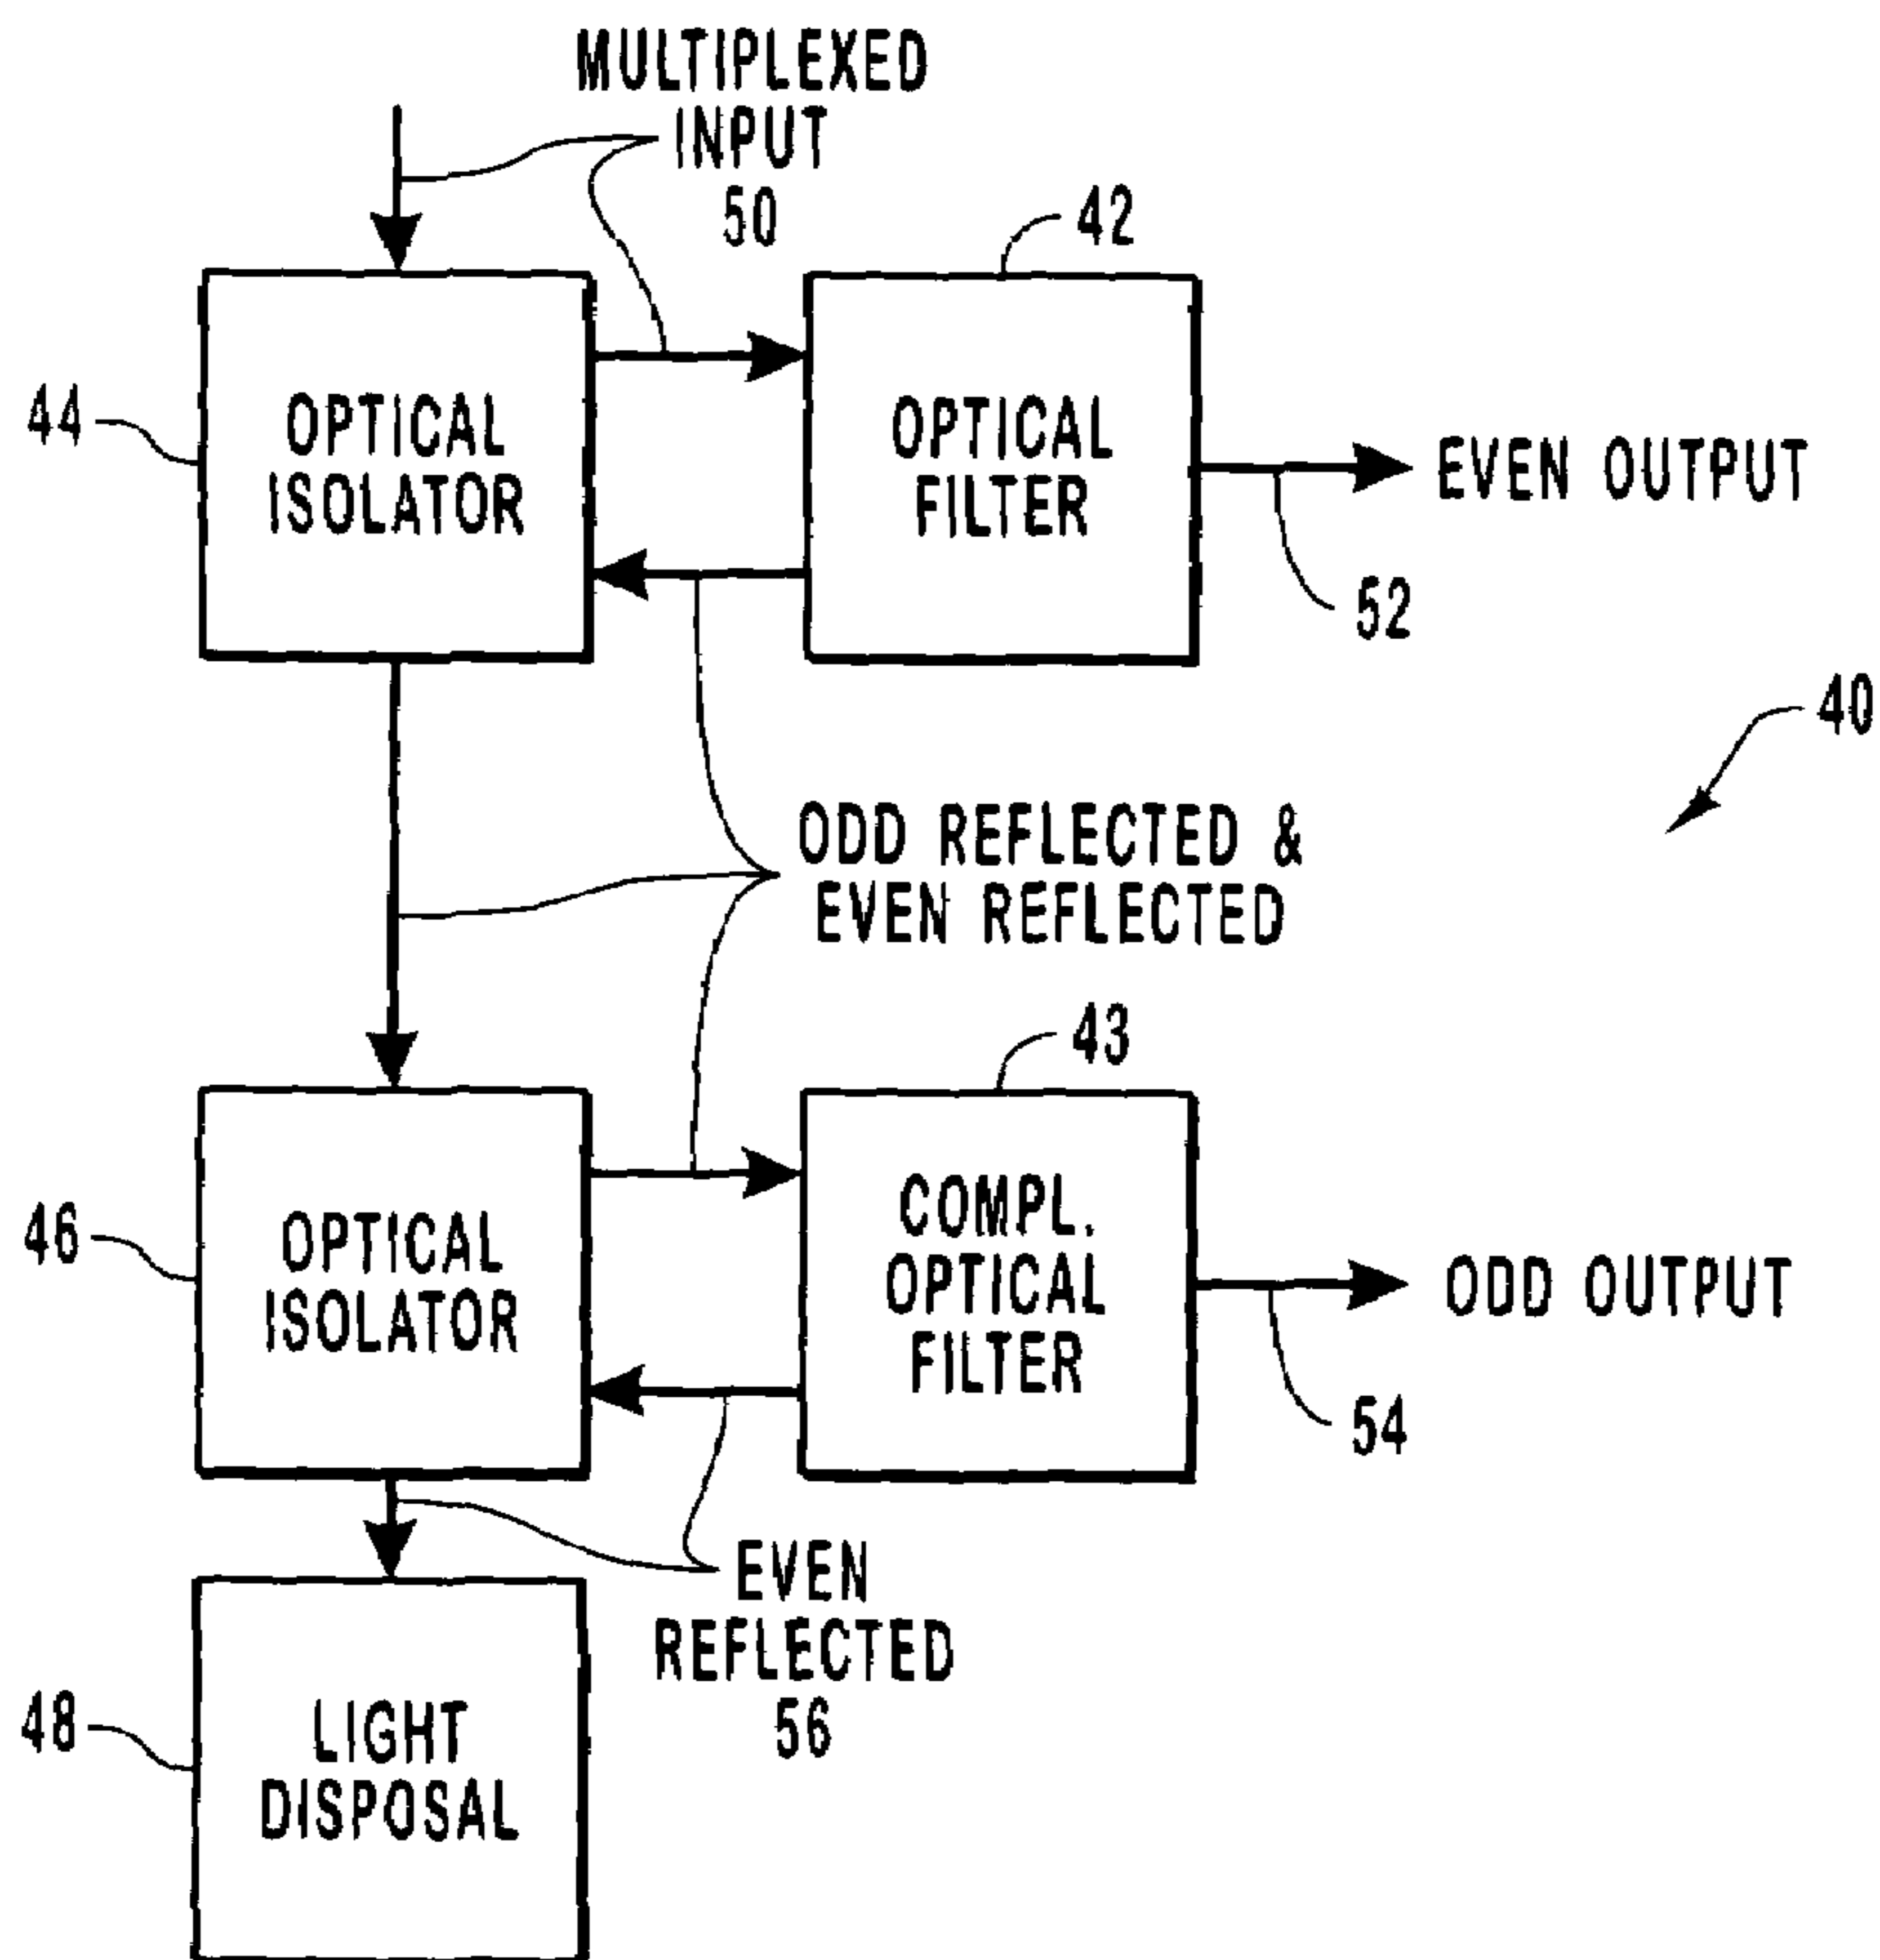 MULTIPLEXED
INPUT
50
42
44
OPTICAL
ISOLATOR
OPTICAL
FILTER
EVEN OUTPUT
52
40
ODD REFLECTED &
EVEN REFLECTED
43
46
OPTICAL
ISOLATOR
COMPL.
OPTICAL
FILTER
ODD OUTPUT
54
EVEN
REFLECTED
56
48
LIGHT
DISPOSAL